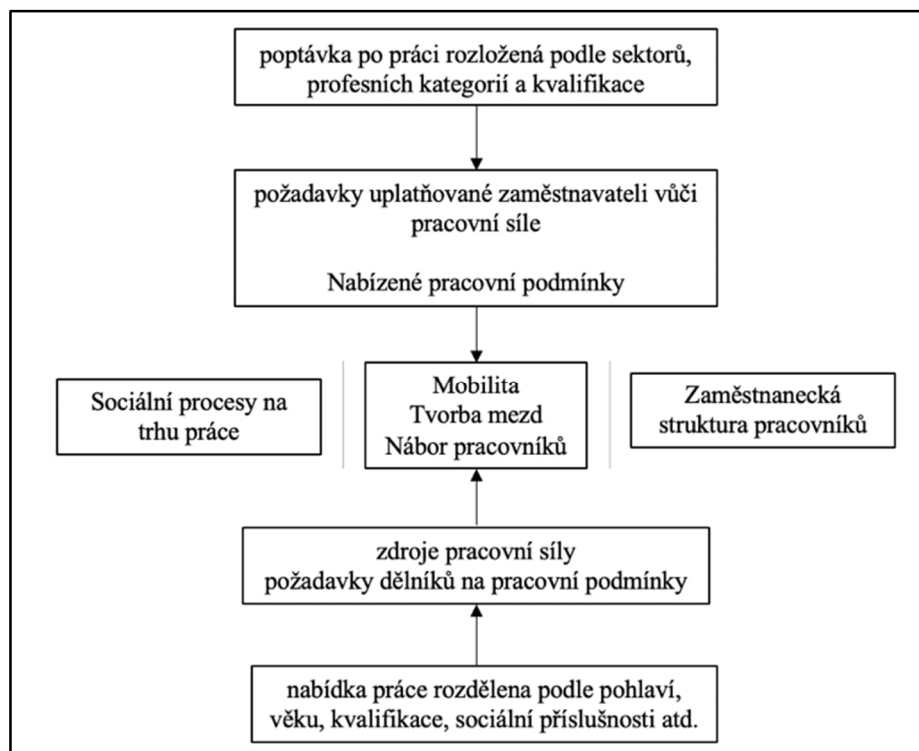 poptávka po práci rozložená podle sektorů,
profesních kategorií a kvalifikace
požadavky uplatňované zaměstnavateli vůči
pracovní síle
Nabízené pracovní podmínky
Sociální procesy na
trhu práce
Mobilita
Tvorba mezd
Nábor pracovníků
Zaměstnanecká
struktura pracovníků
zdroje pracovní síly
požadavky dělníků na pracovní podmínky
nabídka práce rozdělena podle pohlaví,
věku, kvalifikace, sociální příslušnosti atd.